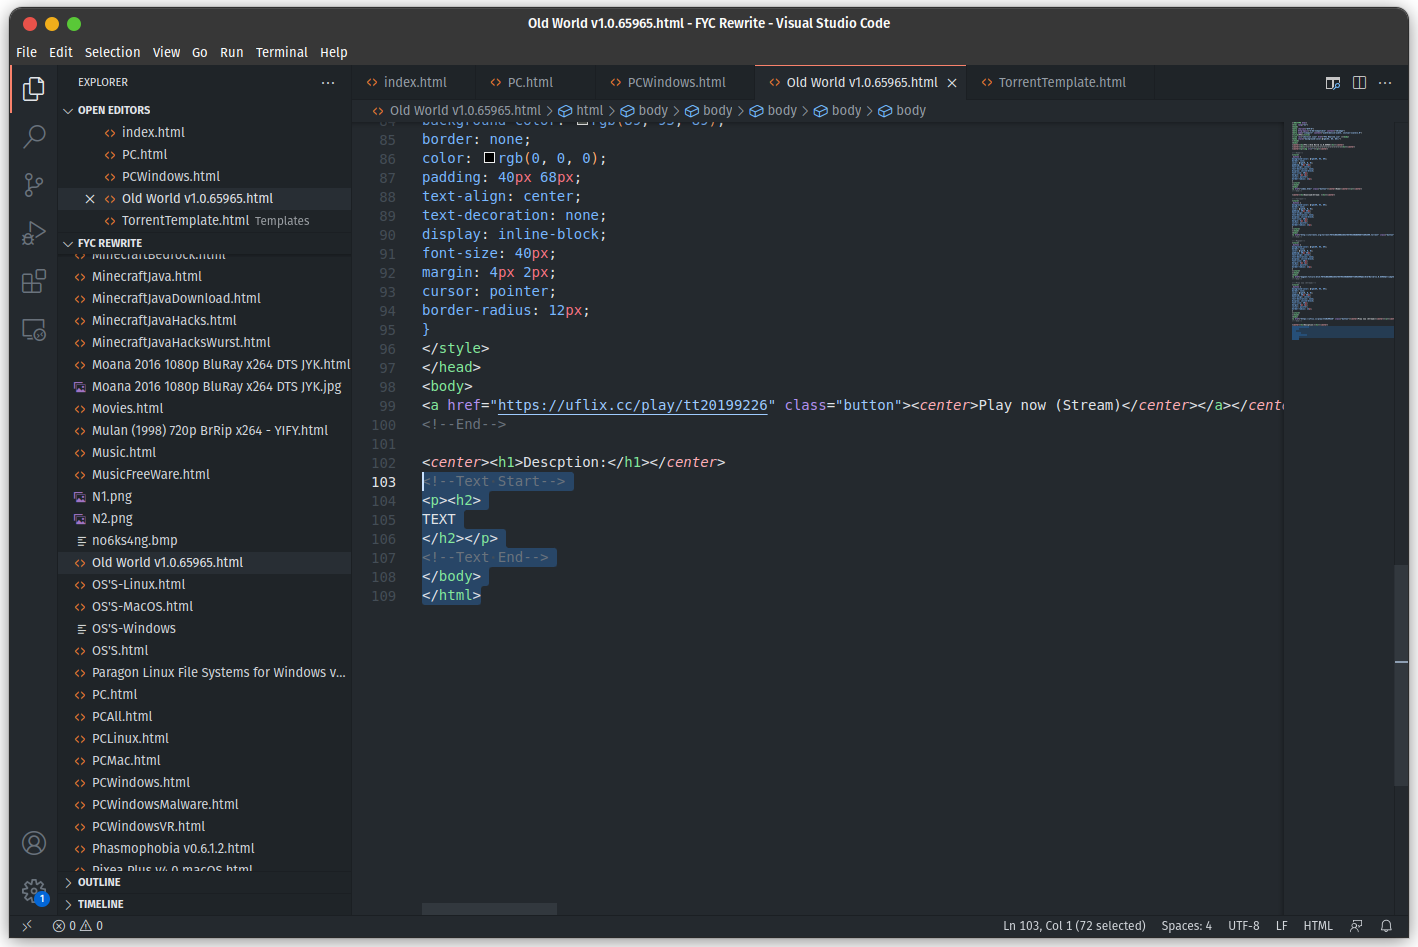 Old World v1.0.65965.html - FYC Rewrite - Visual Studio Code
File Edit Selection View Go Run Terminal Help
EXPLORER
index.html PC.html PCWindows.html Old World v1.0.65965.html TorrentTemplate.html
Old World v1.0.65965.html > html > body > body > body > body > body
OPEN EDITORS
index.html
PC.html
PCWindows.html
Old World v1.0.65965.html
TorrentTemplate.html Templates
FYC REWRITE
MinecraftBedrock.html
MinecraftJava.html
MinecraftJavaDownload.html
MinecraftJavaHacks.html
MinecraftJavaHacksWurst.html
Moana 2016 1080p BluRay x264 DTS JYK.html
Moana 2016 1080p BluRay x264 DTS JYK.jpg
Movies.html
Mulan (1998) 720p BrRip x264 - YIFY.html
Music.html
MusicFreeWare.html
N1.png
N2.png
no6ks4ng.bmp
Old World v1.0.65965.html
OS'S-Linux.html
OS'S-MacOS.html
OS'S-Windows
OS'S.html
Paragon Linux File Systems for Windows v...
PC.html
PCAll.html
PCLinux.html
PCMac.html
PCWindows.html
PCWindowsMalware.html
PCWindowsVR.html
Phasmophobia v0.6.1.2.html
Pixea Plus v4.0 macOS.html
OUTLINE
TIMELINE
85 border: none;
86 color: rgb(0, 0, 0);
87 padding: 40px 68px;
88 text-align: center;
89 text-decoration: none;
90 display: inline-block;
91 font-size: 40px;
92 margin: 4px 2px;
93 cursor: pointer;
94 border-radius: 12px;
95 }
96 </style>
97 </head>
98 <body>
99 <a href="https://uflix.cc/play/tt20199226" class="button"><center>Play now (Stream)</center></a></cente
100 <!--End-->
101
102 <center><h1>Descption:</h1></center>
103 <!--Text Start-->
104 <p><h2>
105 TEXT
106 </h2></p>
107 <!--Text End-->
108 </body>
109 </html>
1
0 0
Ln 103, Col 1 (72 selected) Spaces: 4 UTF-8 LF HTML